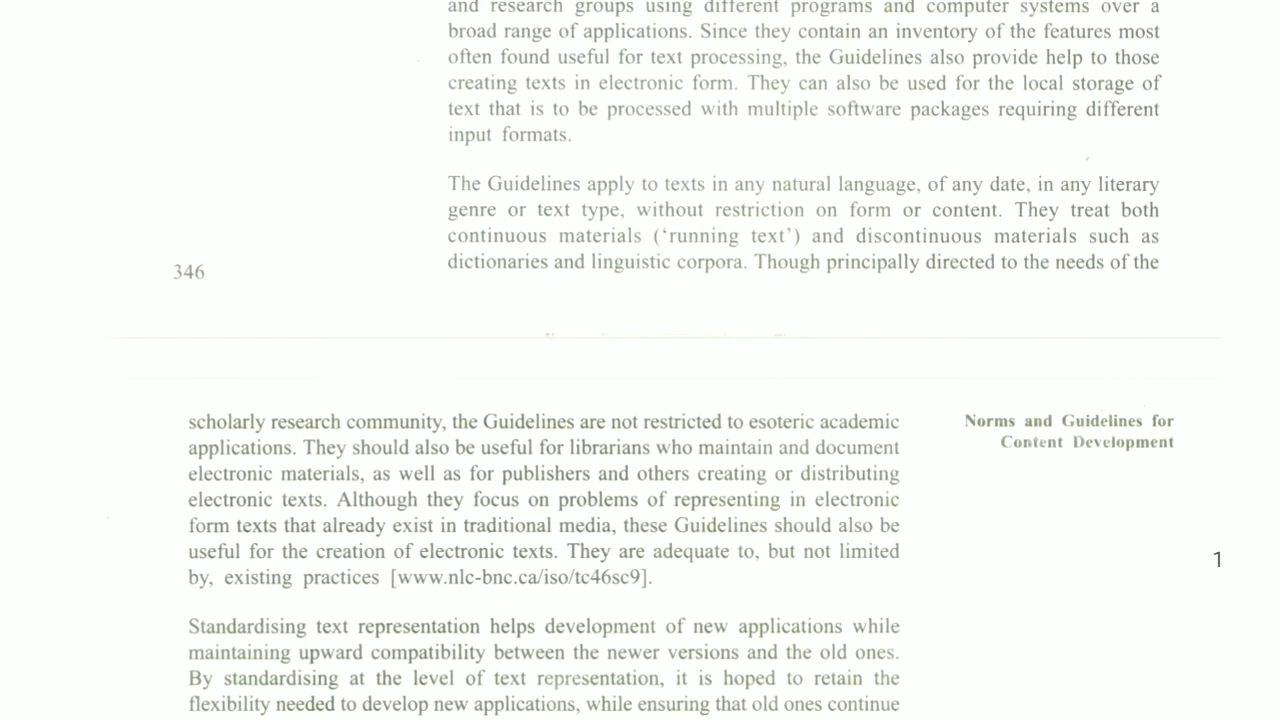 and research groups using different programs and computer systems over a
broad range of applications. Since they contain an inventory of the features most
often found useful for text processing, the Guidelines also provide help to those
creating texts in electronic form. They can also be used for the local storage of
text that is to be processed with multiple software packages requiring different
input formats.
The Guidelines apply to texts in any natural language, of any date, in any literary
genre or text type, without restriction on form or content. They treat both
continuous materials (‘running text’) and discontinuous materials such as
dictionaries and linguistic corpora. Though principally directed to the needs of the
346
scholarly research community, the Guidelines are not restricted to esoteric academic
applications. They should also be useful for librarians who maintain and document
electronic materials, as well as for publishers and others creating or distributing
electronic texts. Although they focus on problems of representing in electronic
form texts that already exist in traditional media, these Guidelines should also be
useful for the creation of electronic texts. They are adequate to, but not limited
by, existing practices [www.nlc-bnc.ca/iso/tc46sc9].
Norms and Guidelines for
Content Development
1
Standardising text representation helps development of new applications while
maintaining upward compatibility between the newer versions and the old ones.
By standardising at the level of text representation, it is hoped to retain the
flexibility needed to develop new applications, while ensuring that old ones continue